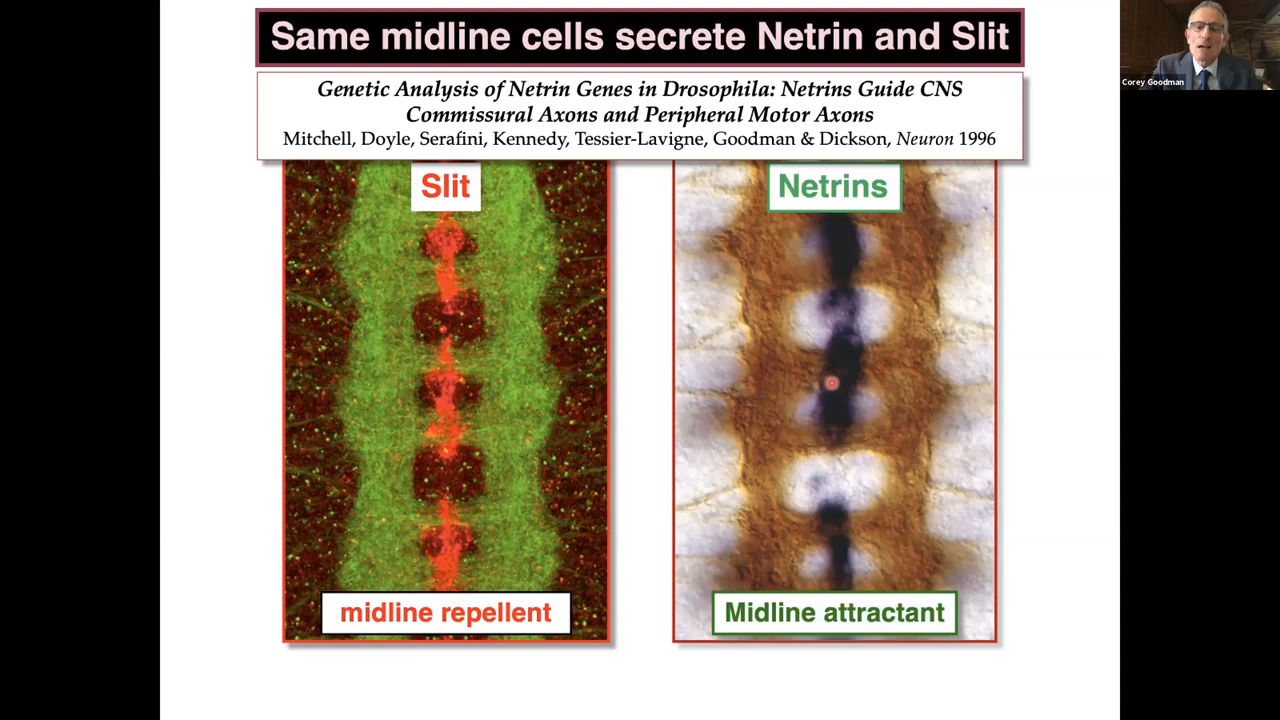 Same midline cells secrete Netrin and Slit
Corey Goodman
Genetic Analysis of Netrin Genes in Drosophila: Netrins Guide CNS
Commissural Axons and Peripheral Motor Axons
Mitchell, Doyle, Serafini, Kennedy, Tessier-Lavigne, Goodman & Dickson, Neuron 1996
Slit
Netrins
midline repellent
Midline attractant